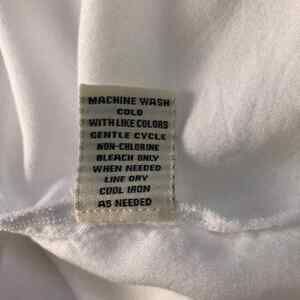 MACHINE WASH
COLD
WITH LIKE COLORS
GENTLE CYCLE
NON-CHLORINE
BLEACH ONLY
WHEN NEEDED
LINE DRY
COOL IRON
AS NEEDED